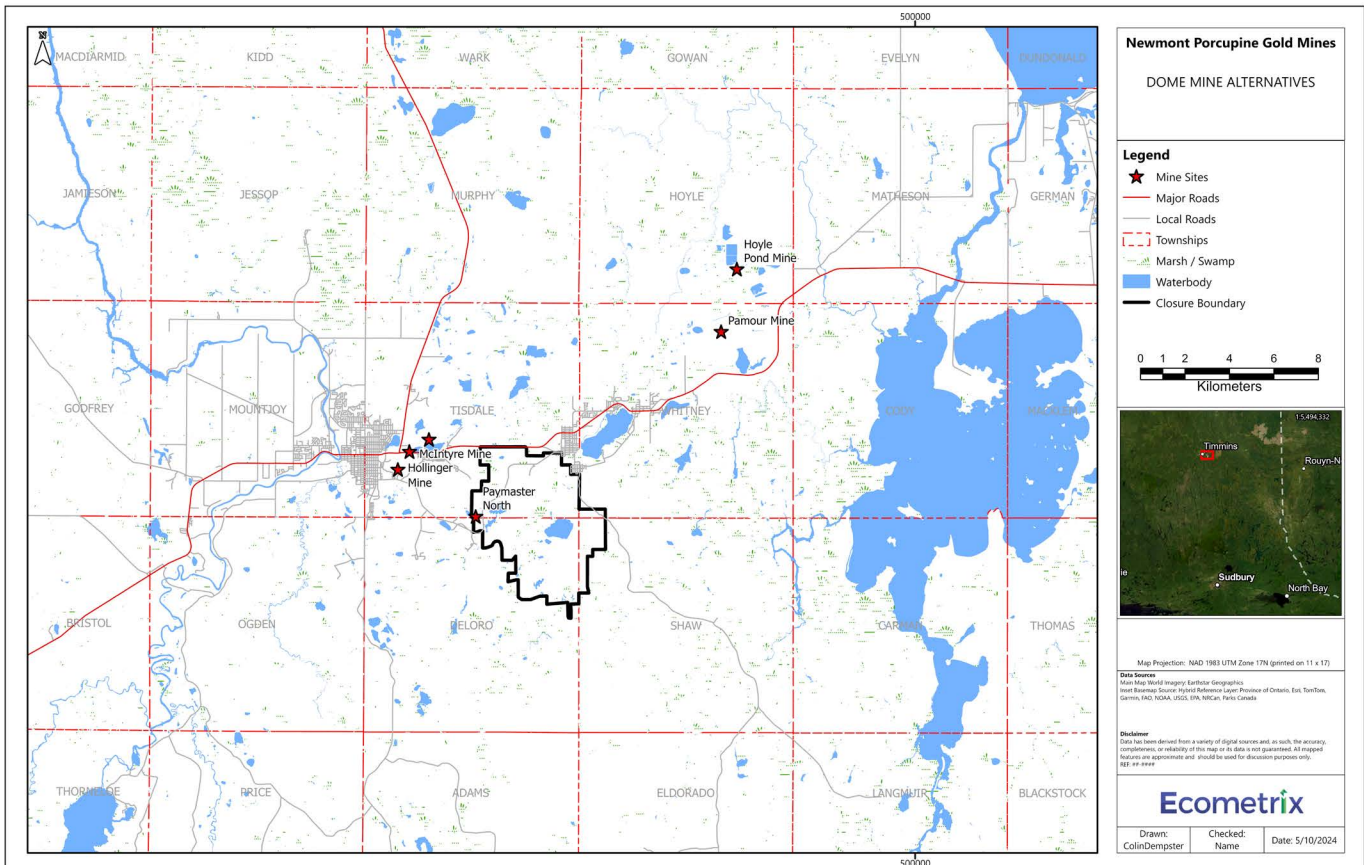 500000
N
MACDIARMID
KIDD
WARK
GOWAN
EVELYN
DUNDONALD
JAMIESON
JESSOP
MURPHY
HOYLE
MATHESON
GERMAN
Hoyle
Pond Mine
Pamour Mine
GODFREY
MOUNTJOY
TISDALE
WHITNEY
CODY
MACKLEM
McIntyre Mine
Hollinger
Mine
Paymaster
North
BRISTOL
OGDEN
DELORO
SHAW
CARMAN
THOMAS
THORNELOE
PRICE
ADAMS
ELDORADO
LANGMUIR
BLACKSTOCK
500000
Newmont Porcupine Gold Mines
DOME MINE ALTERNATIVES
Legend
Mine Sites
Major Roads
Local Roads
Townships
Marsh / Swamp
Waterbody
Closure Boundary
0 1 2 4 6 8
Kilometers
1:5,494,332
Timmins
Rouyn-N
ie
Sudbury
North Bay
Map Projection: NAD 1983 UTM Zone 17N (printed on 11 x 17)
Data Sources
Main Map World Imagery: Earthstar Geographics
Inset Basemap Source: Hybrid Reference Layer: Province of Ontario, Esri, TomTom,
Garmin, FAO, NOAA, USGS, EPA, NRCan, Parks Canada
Disclaimer
Data has been derived from a variety of digital sources and, as such, the accuracy,
completeness, or reliability of this map or its data is not guaranteed. All mapped
features are approximate and should be used for discussion purposes only.
REF: ##-####
Ecometrix
Drawn:
ColinDempster
Checked:
Name
Date: 5/10/2024